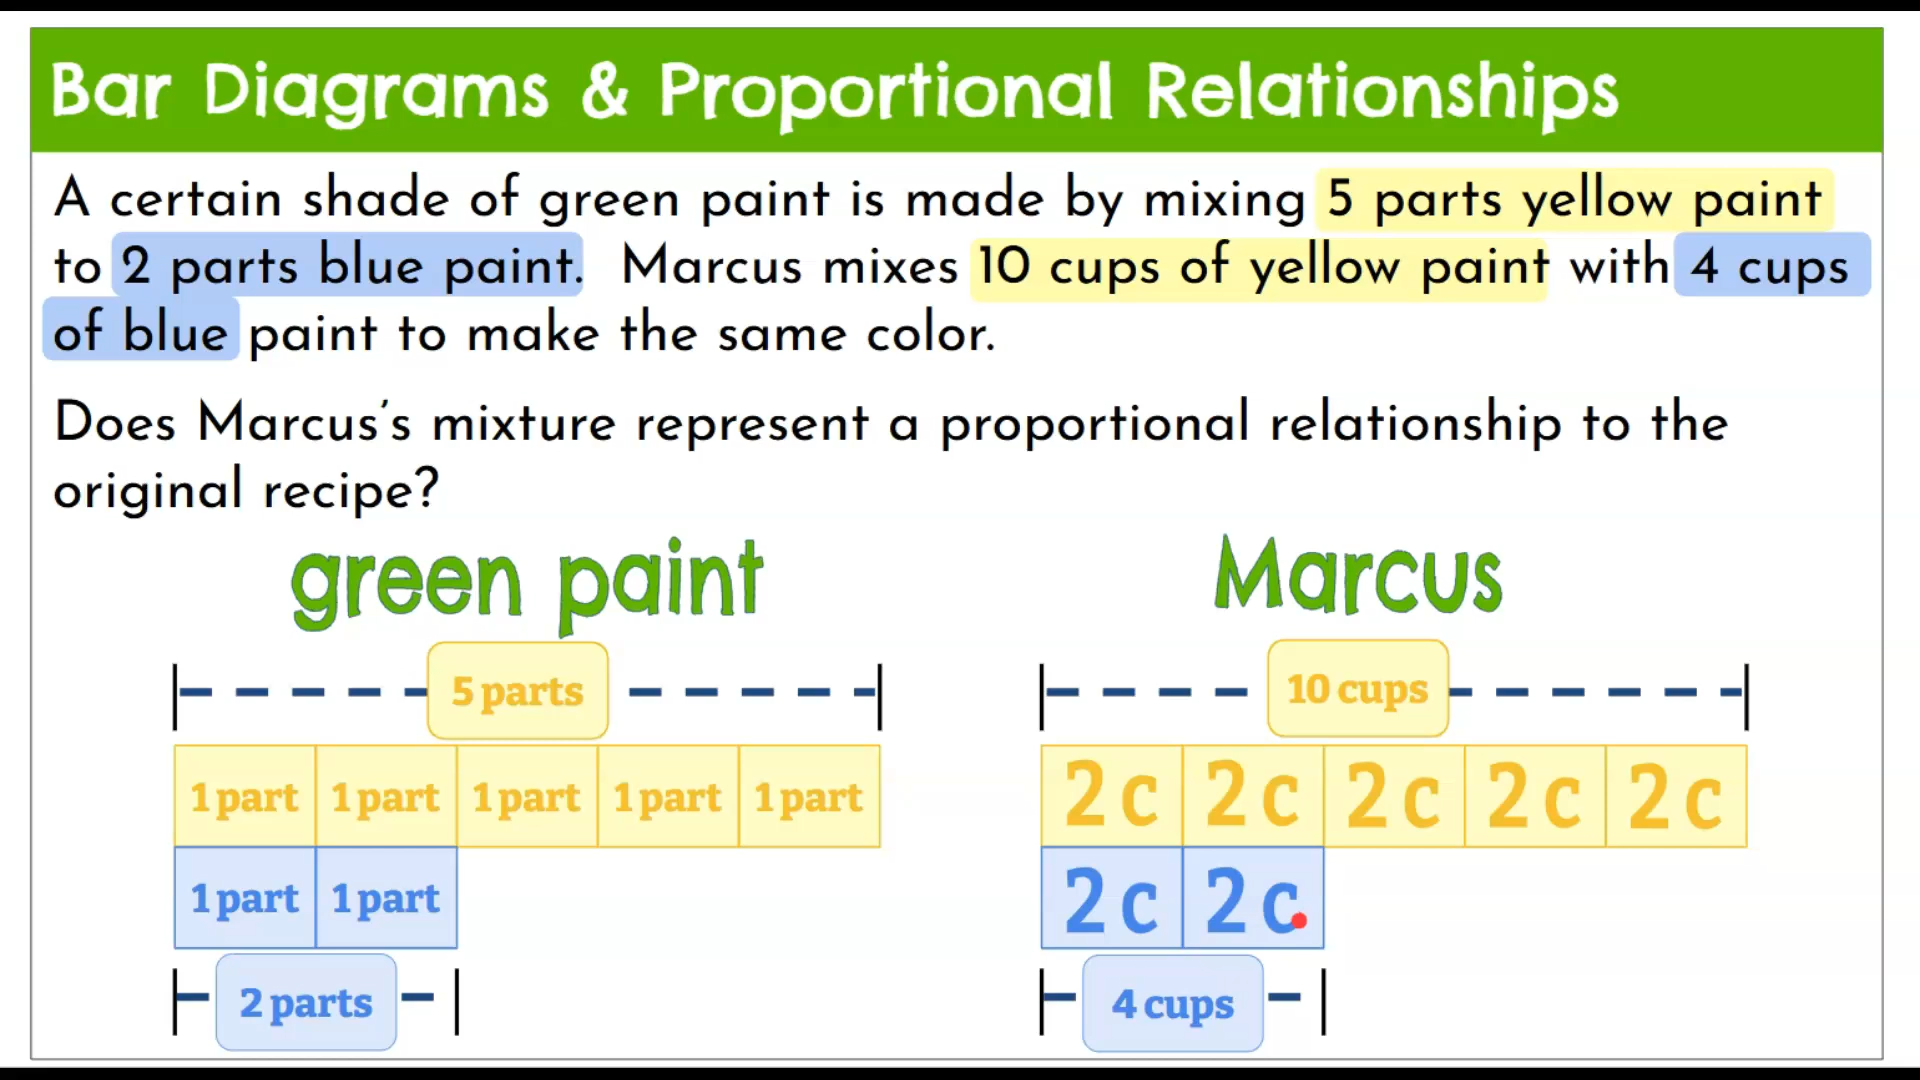 Bar Diagrams & Proportional Relationships
A certain shade of green paint is made by mixing 5 parts yellow paint
to 2 parts blue paint. Marcus mixes 10 cups of yellow paint with 4 cups
of blue paint to make the same color.
Does Marcus's mixture represent a proportional relationship to the
original recipe?
green paint
5 parts
1 part 1 part 1 part 1 part 1 part
1 part 1 part
2 parts
Marcus
10 cups
2 c 2 c 2 c 2 c 2 c
2 c 2 c
4 cups